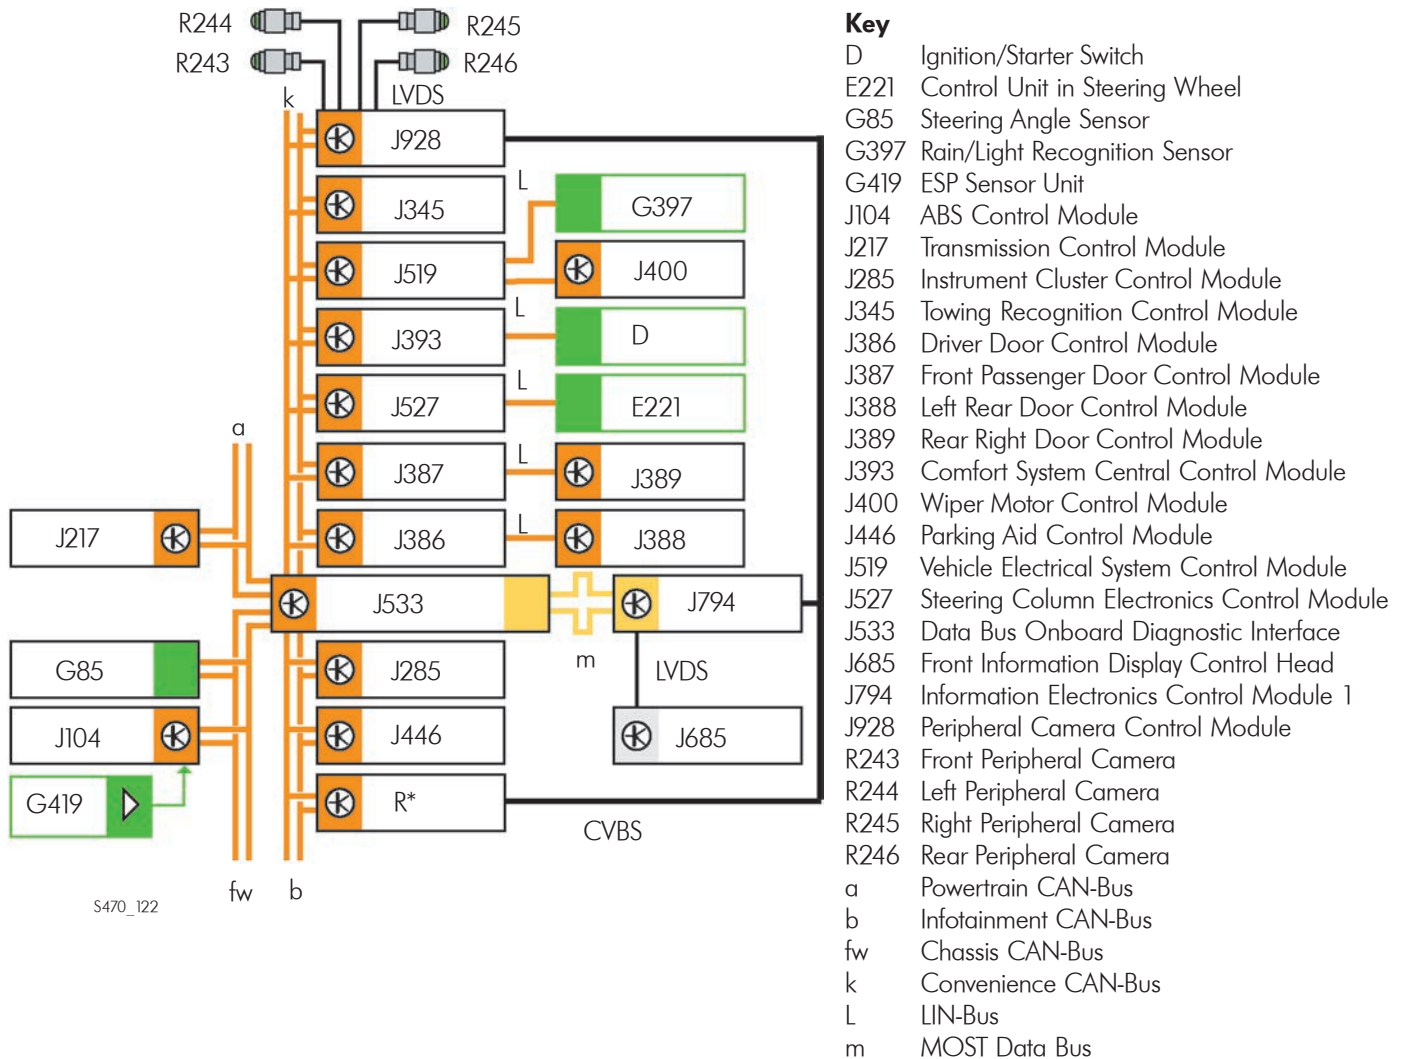 R244
R245
R243
R246
k
LVDS
J928
J345
L
G397
J519
J400
L
J393
D
J527
L
E221
a
J387
L
J389
J217
J386
L
J388
J533
J794
m
G85
J285
LVDS
J104
J446
J685
G419
R*
CVBS
fw
b
S470_122
Key
D Ignition/Starter Switch
E221 Control Unit in Steering Wheel
G85 Steering Angle Sensor
G397 Rain/Light Recognition Sensor
G419 ESP Sensor Unit
J104 ABS Control Module
J217 Transmission Control Module
J285 Instrument Cluster Control Module
J345 Towing Recognition Control Module
J386 Driver Door Control Module
J387 Front Passenger Door Control Module
J388 Left Rear Door Control Module
J389 Rear Right Door Control Module
J393 Comfort System Central Control Module
J400 Wiper Motor Control Module
J446 Parking Aid Control Module
J519 Vehicle Electrical System Control Module
J527 Steering Column Electronics Control Module
J533 Data Bus Onboard Diagnostic Interface
J685 Front Information Display Control Head
J794 Information Electronics Control Module 1
J928 Peripheral Camera Control Module
R243 Front Peripheral Camera
R244 Left Peripheral Camera
R245 Right Peripheral Camera
R246 Rear Peripheral Camera
a Powertrain CAN-Bus
b Infotainment CAN-Bus
fw Chassis CAN-Bus
k Convenience CAN-Bus
L LIN-Bus
m MOST Data Bus